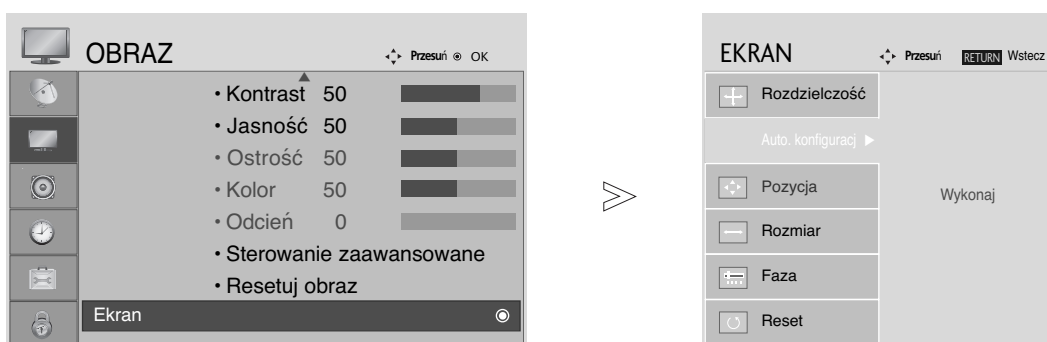 OBRAZ
Przesuń OK
• Kontrast 50
• Jasność 50
• Ostrość 50
• Kolor 50
• Odcień 0
• Sterowanie zaawansowane
• Resetuj obraz
Ekran
EKRAN
Przesuń RETURN Wstecz
Rozdzielczość
Auto. konfiguracj
Pozycja
Wykonaj
Rozmiar
Faza
Reset